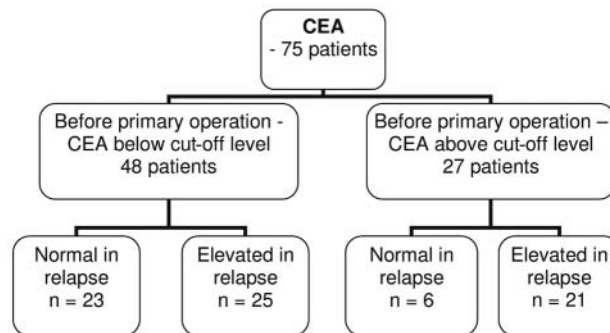 CEA
- 75 patients
Before primary operation -
CEA below cut-off level
48 patients
Before primary operation –
CEA above cut-off level
27 patients
Normal in
relapse
n = 23
Elevated in
relapse
n = 25
Normal in
relapse
n = 6
Elevated in
relapse
n = 21